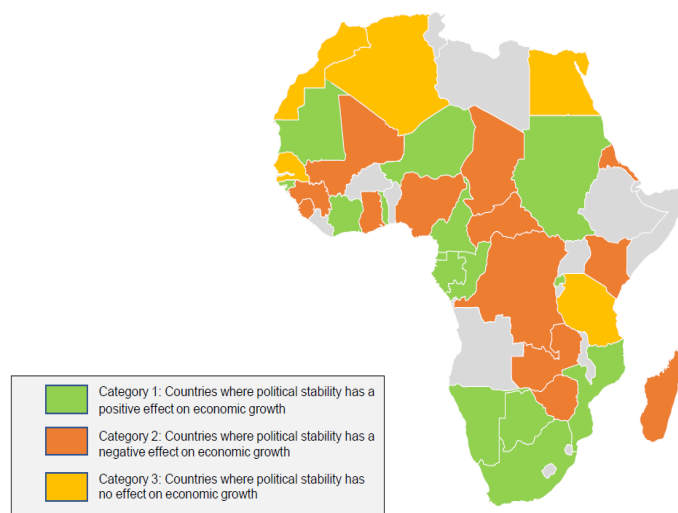 Category 1: Countries where political stability has a
positive effect on economic growth
Category 2: Countries where political stability has a
negative effect on economic growth
Category 3: Countries where political stability has
no effect on economic growth